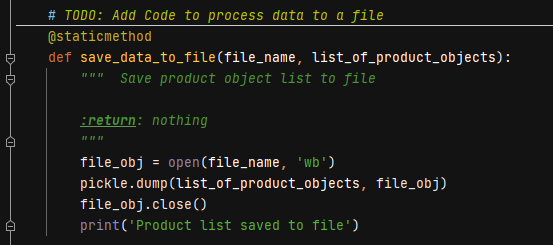 # TODO: Add Code to process data to a file
@staticmethod
def save_data_to_file(file_name, list_of_product_objects):
"""  Save product object list to file
:return: nothing
"""
file_obj = open(file_name, 'wb')
pickle.dump(list_of_product_objects, file_obj)
file_obj.close()
print('Product list saved to file')